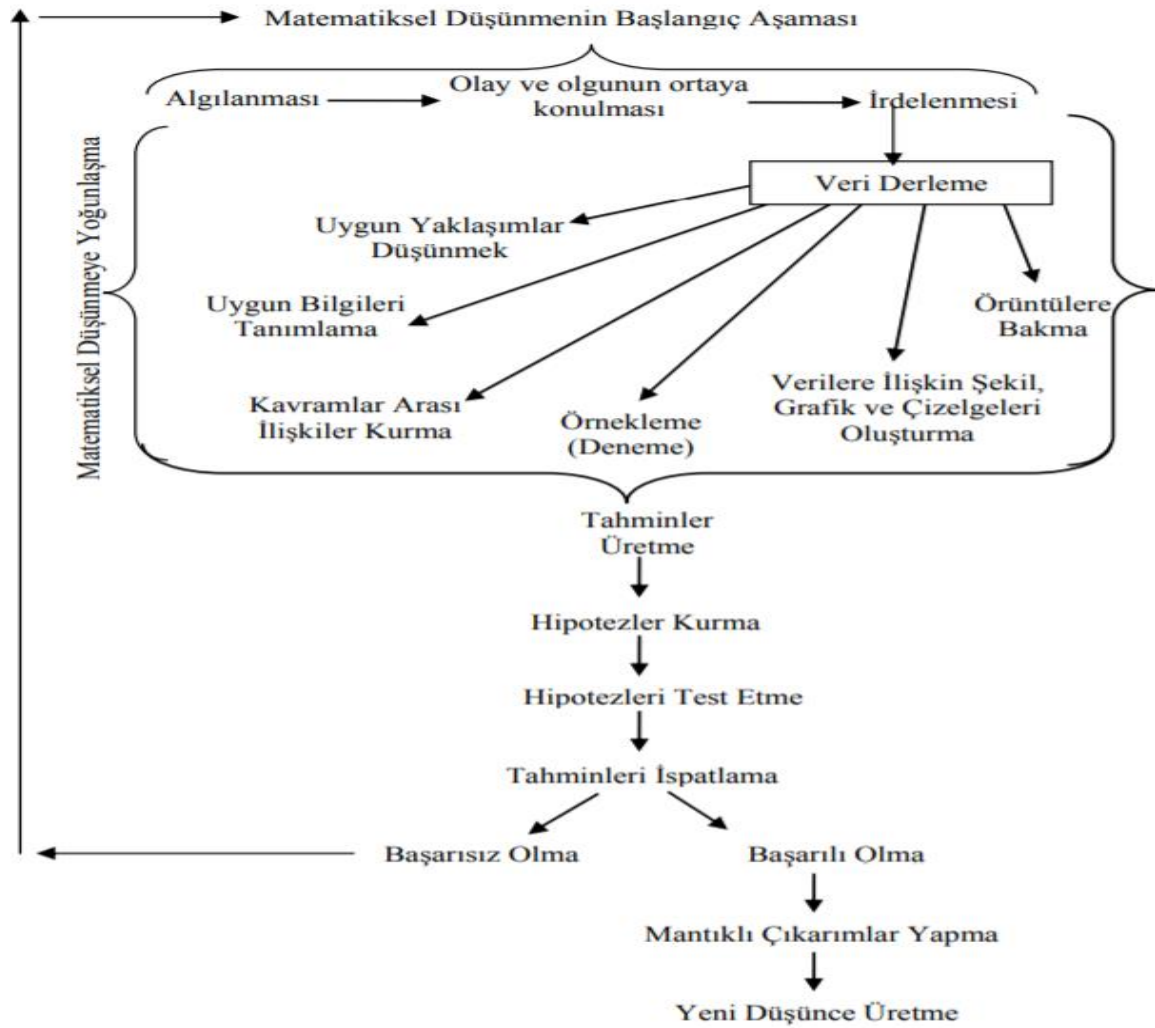 Matematiksel Düşünmenin Başlangıç Aşaması
Algılanması
Olay ve olgunun ortaya
konulması
İrdelenmesi
Matematiksel Düşünmeye Yoğunlaşma
Veri Derleme
Uygun Yaklaşımlar
Düşünmek
Uygun Bilgileri
Tanımlama
Kavramlar Arası
İlişkiler Kurma
Örnekleme
(Deneme)
Verilere İlişkin Şekil,
Grafik ve Çizelgeleri
Oluşturma
Örüntülere
Bakma
Tahminler
Üretme
Hipotezler Kurma
Hipotezleri Test Etme
Tahminleri İspatlama
Başarısız Olma
Başarılı Olma
Mantıklı Çıkarımlar Yapma
Yeni Düşünce Üretme